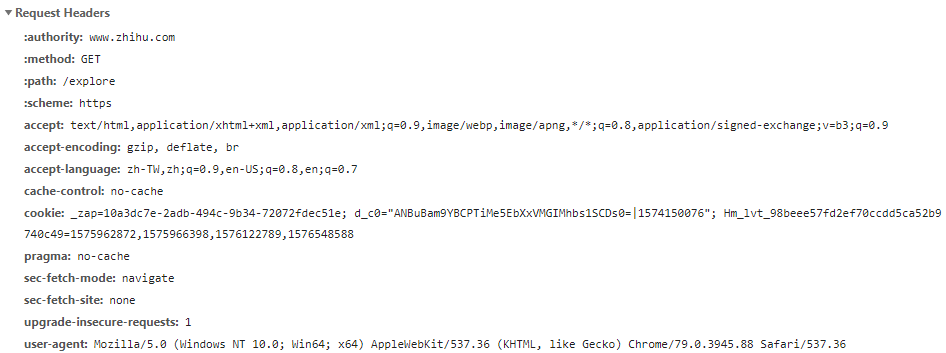 Request Headers
:authority: www.zhihu.com
:method: GET
:path: /explore
:scheme: https
accept: text/html,application/xhtml+xml,application/xml;q=0.9,image/webp,image/apng,*/*;q=0.8,application/signed-exchange;v=b3;q=0.9
accept-encoding: gzip, deflate, br
accept-language: zh-TW,zh;q=0.9,en-US;q=0.8,en;q=0.7
cache-control: no-cache
cookie: _zap=10a3dc7e-2adb-494c-9b34-72072fdec51e; d_c0="ANBuBam9YBCPTiMe5EbXxVMGIMhbs1SCDs0=|1574150076"; Hm_lvt_98beee57fd2ef70ccdd5ca52b9
740c49=1575962872,1575966398,1576122789,1576548588
pragma: no-cache
sec-fetch-mode: navigate
sec-fetch-site: none
upgrade-insecure-requests: 1
user-agent: Mozilla/5.0 (Windows NT 10.0; Win64; x64) AppleWebKit/537.36 (KHTML, like Gecko) Chrome/79.0.3945.88 Safari/537.36